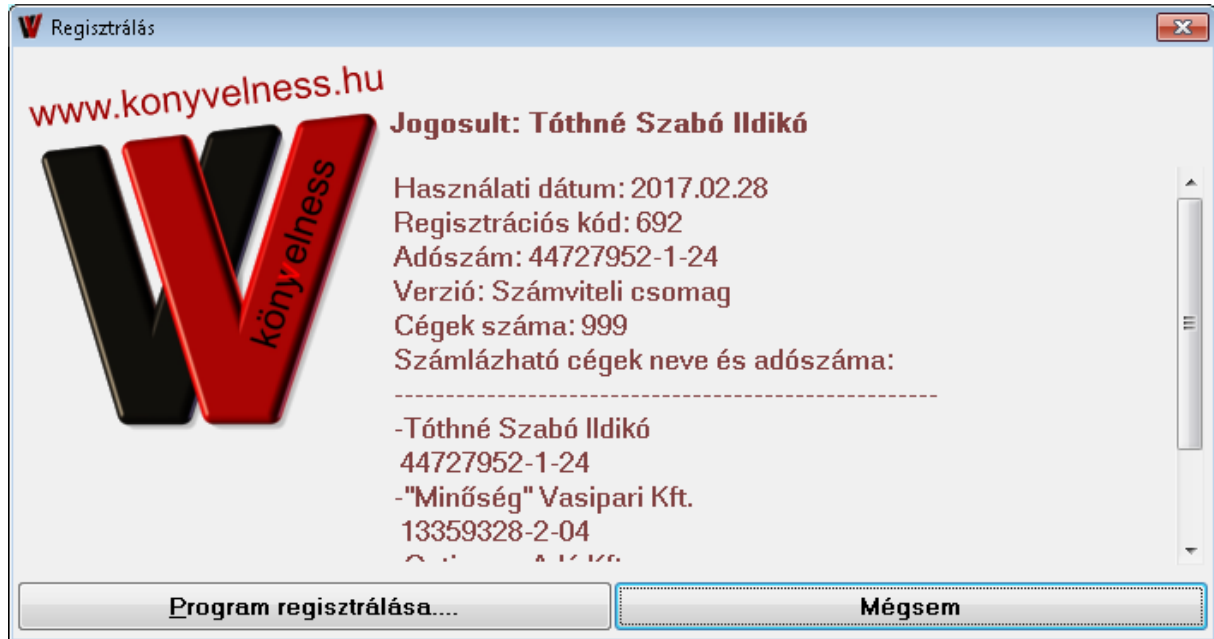 Regisztrálás
www.konyvelness.hu
könyvelness
Jogosult: Tóthné Szabó Ildikó
Használati dátum: 2017.02.28
Regisztrációs kód: 692
Adószám: 44727952-1-24
Verzió: Számviteli csomag
Cégek száma: 999
Számlázható cégek neve és adószáma:
-----------------------------------------------------
-Tóthné Szabó Ildikó
44727952-1-24
-"Minőség" Vasipari Kft.
13359328-2-04
Program regisztrálása....
Mégsem